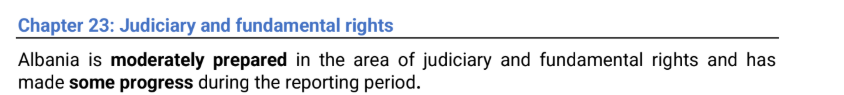 Chapter 23: Judiciary and fundamental rights
Albania is moderately prepared in the area of judiciary and fundamental rights and has
made some progress during the reporting period.